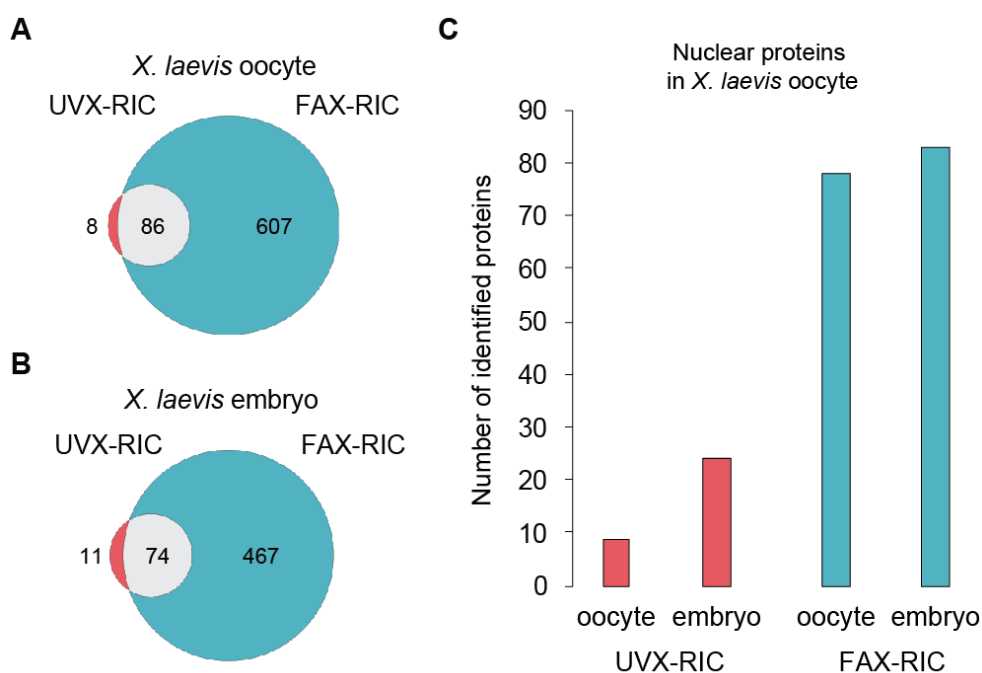 A
X. laevis oocyte
UVX-RIC FAX-RIC
8 86 607
B
X. laevis embryo
UVX-RIC FAX-RIC
11 74 467
C
Nuclear proteins
in X. laevis oocyte
Number of identified proteins
90
80
70
60
50
40
30
20
10
0
oocyte embryo oocyte embryo
UVX-RIC FAX-RIC